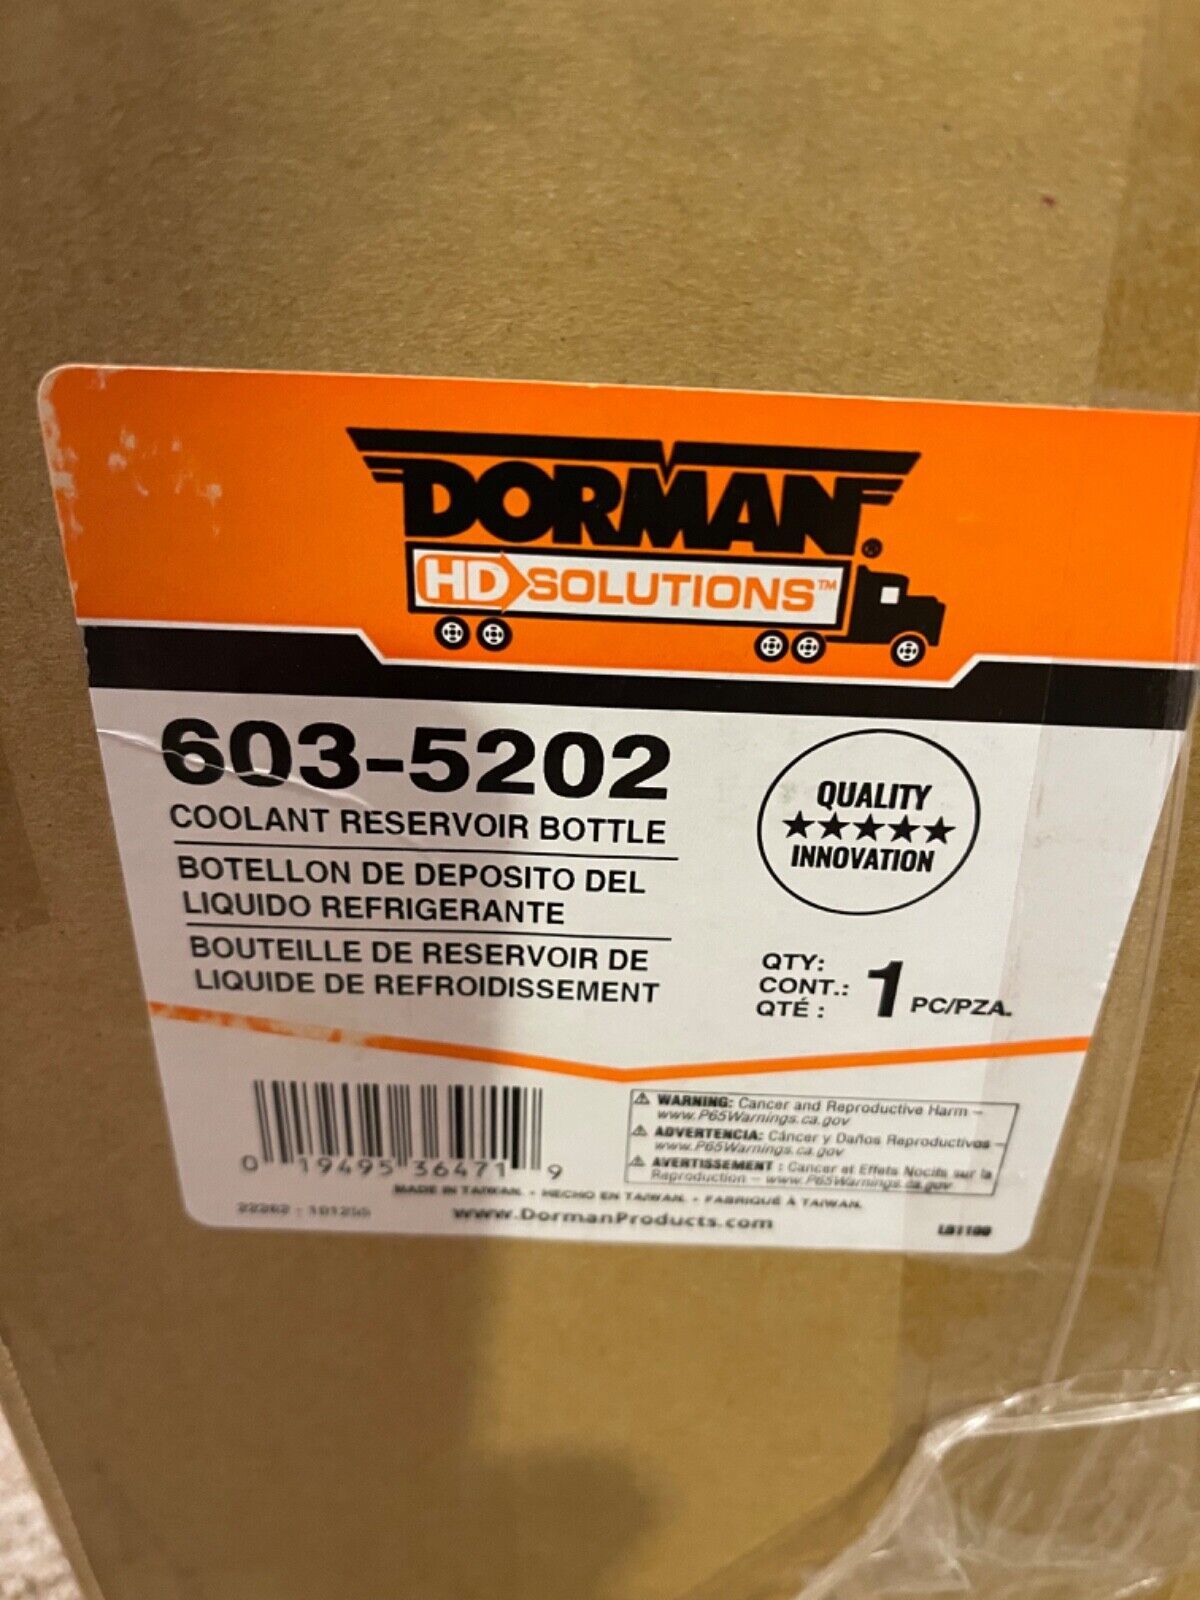 DORMAN®
HD SOLUTIONS™
603-5202
COOLANT RESERVOIR BOTTLE
BOTELLON DE DEPOSITO DEL
LIQUIDO REFRIGERANTE
BOUTEILLE DE RESERVOIR DE
LIQUIDE DE REFROIDISSEMENT
QUALITY
★★★★★
INNOVATION
QTY:
CONT.:
QTÉ :
1 PC/PZA.
0 19495 36471 9
⚠ WARNING: Cancer and Reproductive Harm –
www.P65Warnings.ca.gov
⚠ ADVERTENCIA: Cáncer y Daños Reproductivos –
www.P65Warnings.ca.gov
⚠ AVERTISSEMENT : Cancer et Effets Nocifs sur la
Reproduction – www.P65Warnings.ca.gov
MADE IN TAIWAN. - HECHO EN TAIWAN. - FABRIQUÉ À TAIWAN.
www.DormanProducts.com